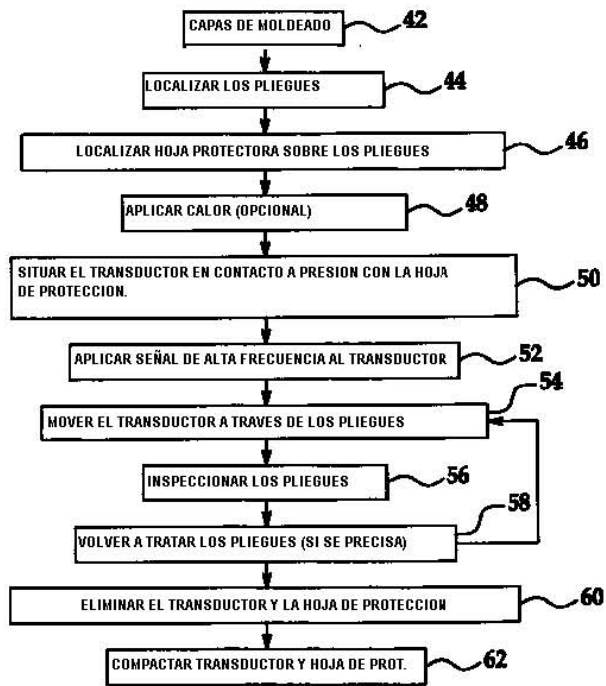 CAPAS DE MOLDEADO
42
LOCALIZAR LOS PLIEGUES
44
LOCALIZAR HOJA PROTECTORA SOBRE LOS PLIEGUES
46
APLICAR CALOR (OPCIONAL)
48
SITUAR EL TRANSDUCTOR EN CONTACTO A PRESION CON LA HOJA
DE PROTECCION.
50
APLICAR SEÑAL DE ALTA FRECUENCIA AL TRANSDUCTOR
52
54
MOVER EL TRANSDUCTOR A TRAVES DE LOS PLIEGUES
INSPECCIONAR LOS PLIEGUES
56
58
VOLVER A TRATAR LOS PLIEGUES (SI SE PRECISA)
ELIMINAR EL TRANSDUCTOR Y LA HOJA DE PROTECCION
60
COMPACTAR TRANSDUCTOR Y HOJA DE PROT.
62